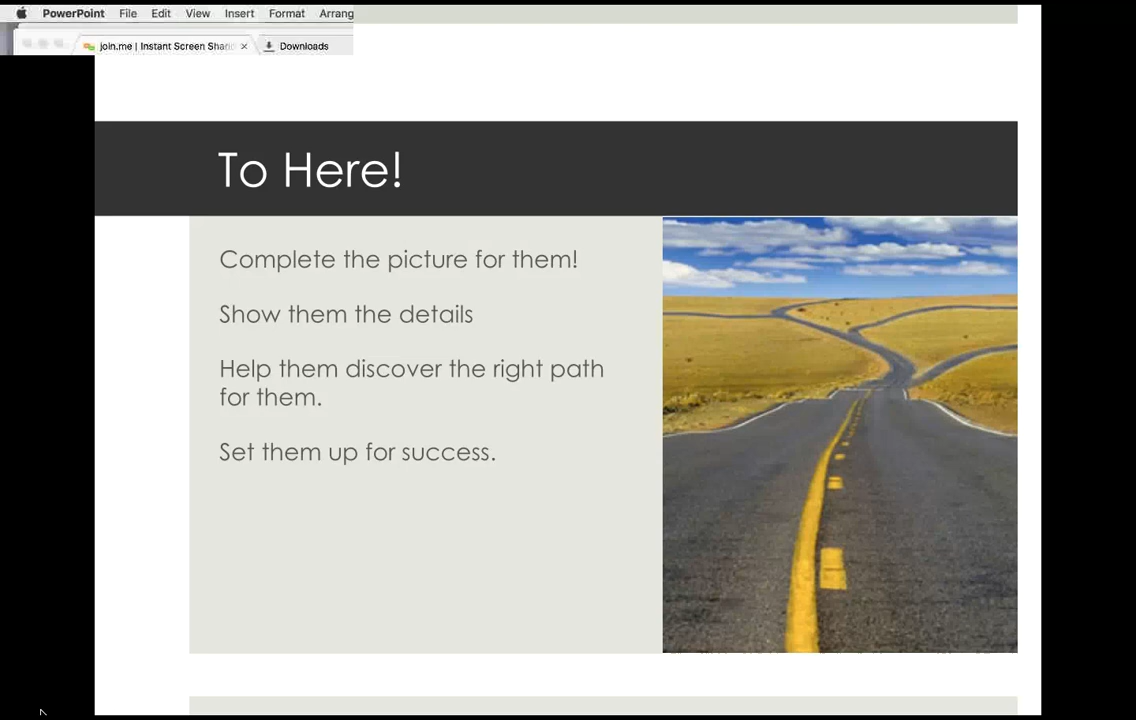 PowerPoint File Edit View Insert Format Arrang
join.me | Instant Screen Shari Downloads
To Here!
Complete the picture for them!
Show them the details
Help them discover the right path
for them.
Set them up for success.